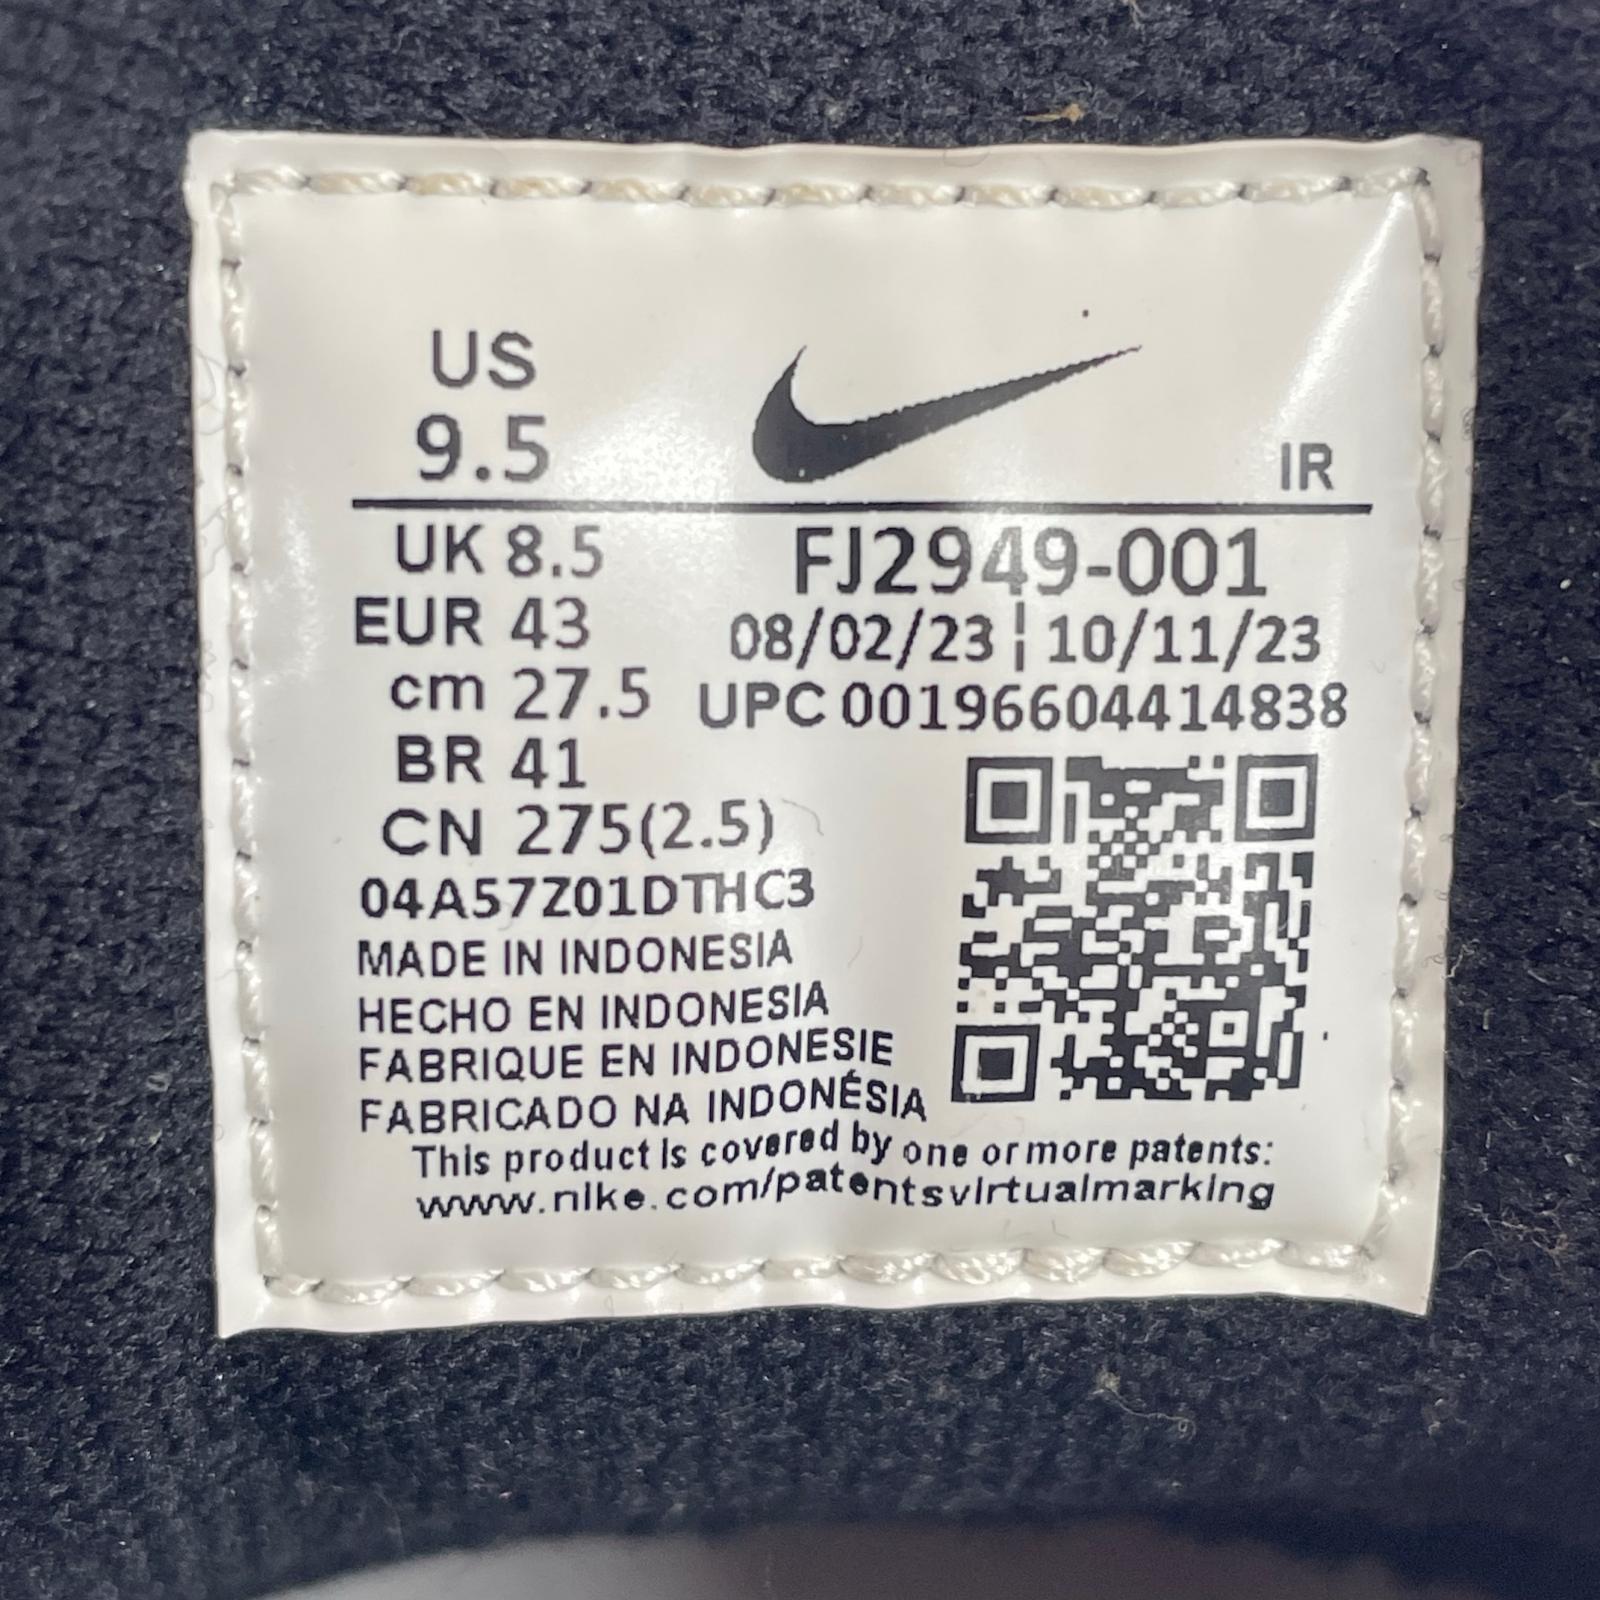 US
9.5
IR
UK 8.5
FJ2949-001
EUR 43
08/02/23 | 10/11/23
cm 27.5
UPC 00196604414838
BR 41
CN 275(2.5)
04A57Z01DTHC3
MADE IN INDONESIA
HECHO EN INDONESIA
FABRIQUE EN INDONESIE
FABRICADO NA INDONÉSIA
This product is covered by one or more patents:
www.nike.com/patentsvirtualmarking